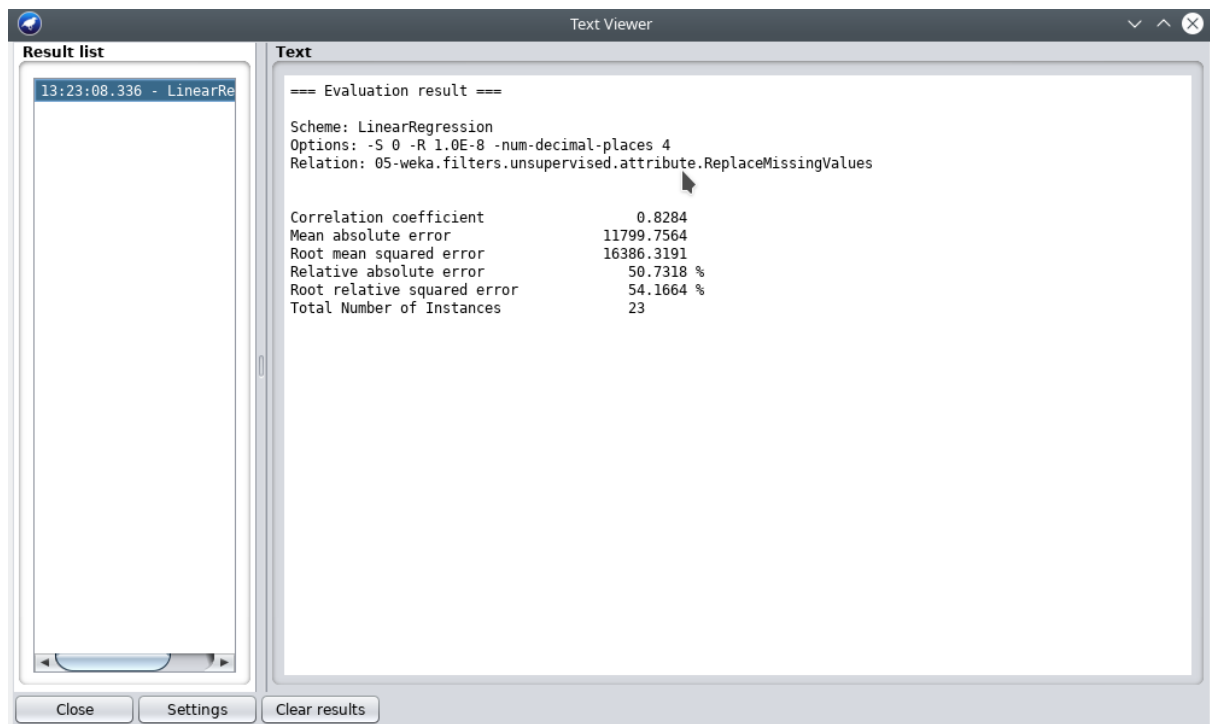 Text Viewer
Result list
13:23:08.336 - LinearRe
Text
=== Evaluation result ===
Scheme: LinearRegression
Options: -S 0 -R 1.0E-8 -num-decimal-places 4
Relation: 05-weka.filters.unsupervised.attribute.ReplaceMissingValues
Correlation coefficient 0.8284
Mean absolute error 11799.7564
Root mean squared error 16386.3191
Relative absolute error 50.7318 %
Root relative squared error 54.1664 %
Total Number of Instances 23
Close Settings Clear results